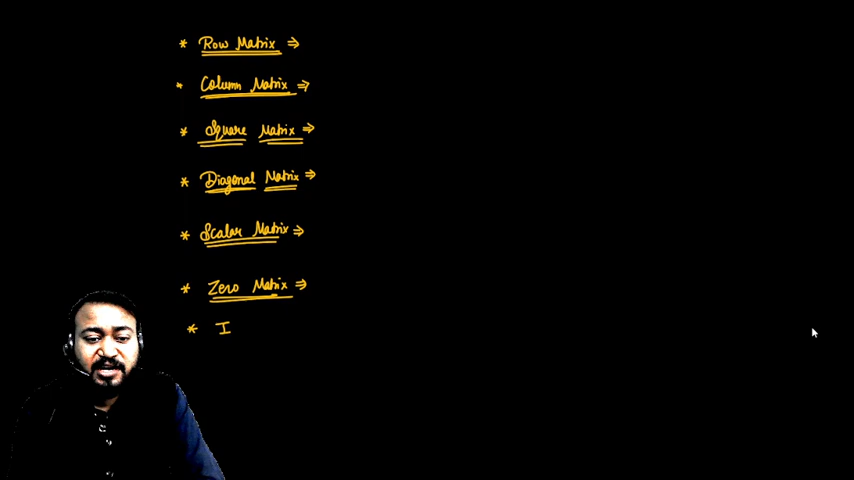 * Row Matrix ⇒
* Column Matrix ⇒
* Square Matrix ⇒
* Diagonal Matrix ⇒
* Scalar Matrix ⇒
* Zero Matrix ⇒
* I